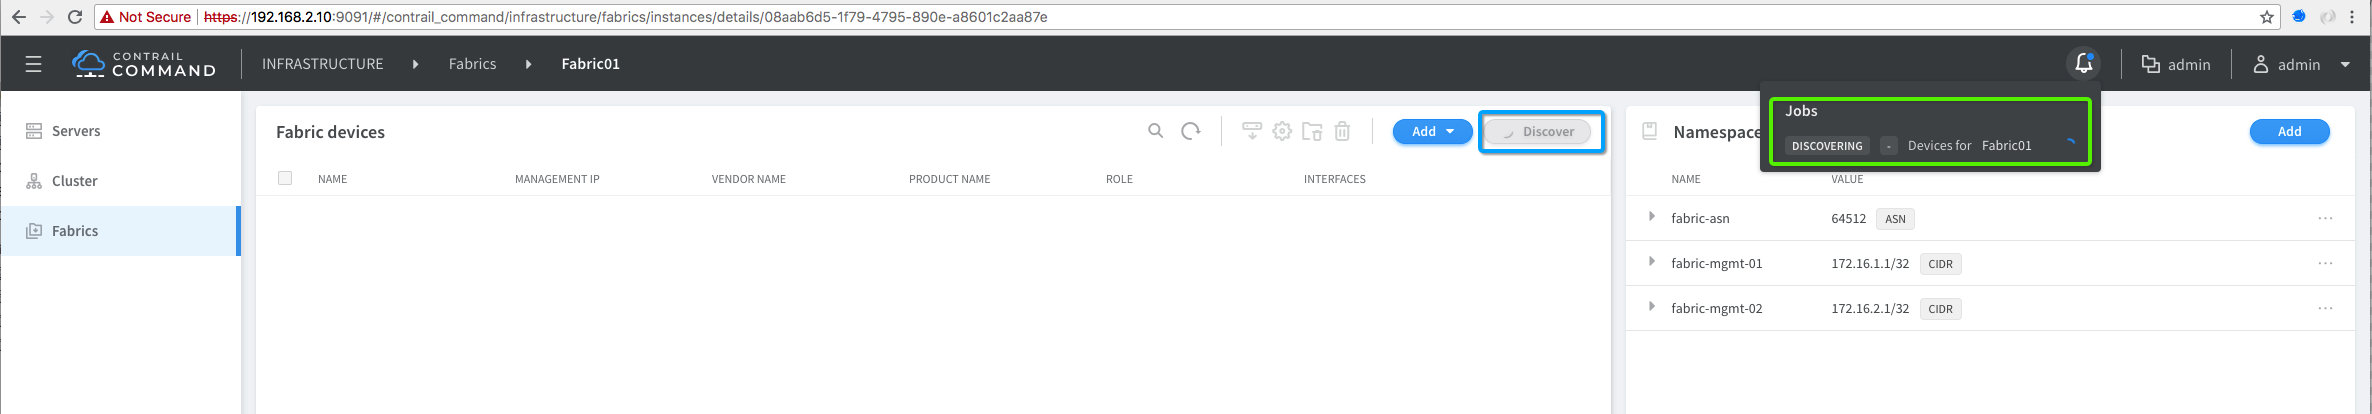 Not Secure https://192.168.2.10:9091/#/contrail_command/infrastructure/fabrics/instances/details/08aab6d5-1f79-4795-890e-a8601c2aa87e
CONTRAIL
COMMAND
INFRASTRUCTURE Fabrics Fabric01
admin admin
Servers
Cluster
Fabrics
Fabric devices
Add Discover
NAME MANAGEMENT IP VENDOR NAME PRODUCT NAME ROLE INTERFACES
Jobs
DISCOVERING - Devices for Fabric01
Namespace
Add
NAME VALUE
fabric-asn 64512 ASN
fabric-mgmt-01 172.16.1.1/32 CIDR
fabric-mgmt-02 172.16.2.1/32 CIDR